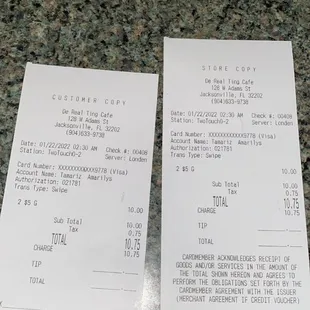 CUSTOMER COPY
De Real Ting Cafe
128 W Adams St
Jacksonville, FL 32202
(904)633-9738
Date: 01/22/2022 02:30 AM Check #: 00409
Station: TwoTouch0-2 Server: Londen
Card Number: XXXXXXXXXXXX9778 (Visa)
Account Name: Tamariz Amarilys
Authorization: 021781
Trans Type: Swipe
2 $5 G 10.00
Sub Total 10.00
Tax 0.75
TOTAL 10.75
CHARGE 10.75
TIP
TOTAL
STORE COPY
De Real Ting Cafe
128 W Adams St
Jacksonville, FL 32202
(904)633-9738
Date: 01/22/2022 02:30 AM Check #: 00409
Station: TwoTouch0-2 Server: Londen
Card Number: XXXXXXXXXXXX9778 (Visa)
Account Name: Tamariz Amarilys
Authorization: 021781
Trans Type: Swipe
2 $5 G 10.00
Sub Total 10.00
Tax 0.75
TOTAL 10.75
CHARGE 10.75
TIP
TOTAL
CARDMEMBER ACKNOWLEDGES RECEIPT OF
GOODS AND/OR SERVICES IN THE AMOUNT OF
THE TOTAL SHOWN HEREON AND AGREES TO
PERFORM THE OBLIGATIONS SET FORTH BY THE
CARDMEMBER AGREEMENT WITH THE ISSUER
(MERCHANT AGREEMENT IF CREDIT VOUCHER)